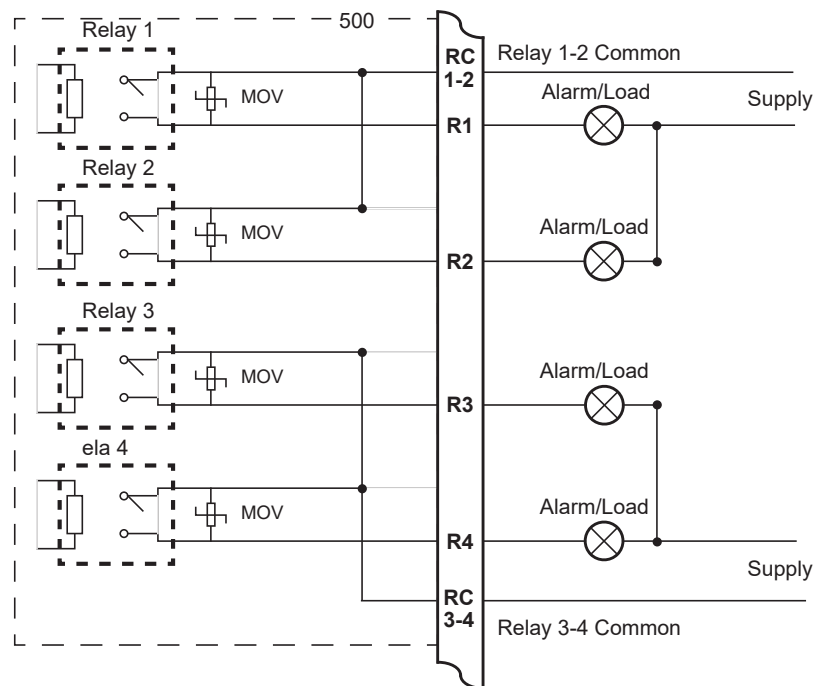 500
Relay 1
RC
1-2
Relay 1-2 Common
MOV
Alarm/Load
Supply
R1
Relay 2
MOV
Alarm/Load
R2
Relay 3
MOV
Alarm/Load
R3
ela 4
MOV
Alarm/Load
R4
Supply
RC
3-4
Relay 3-4 Common